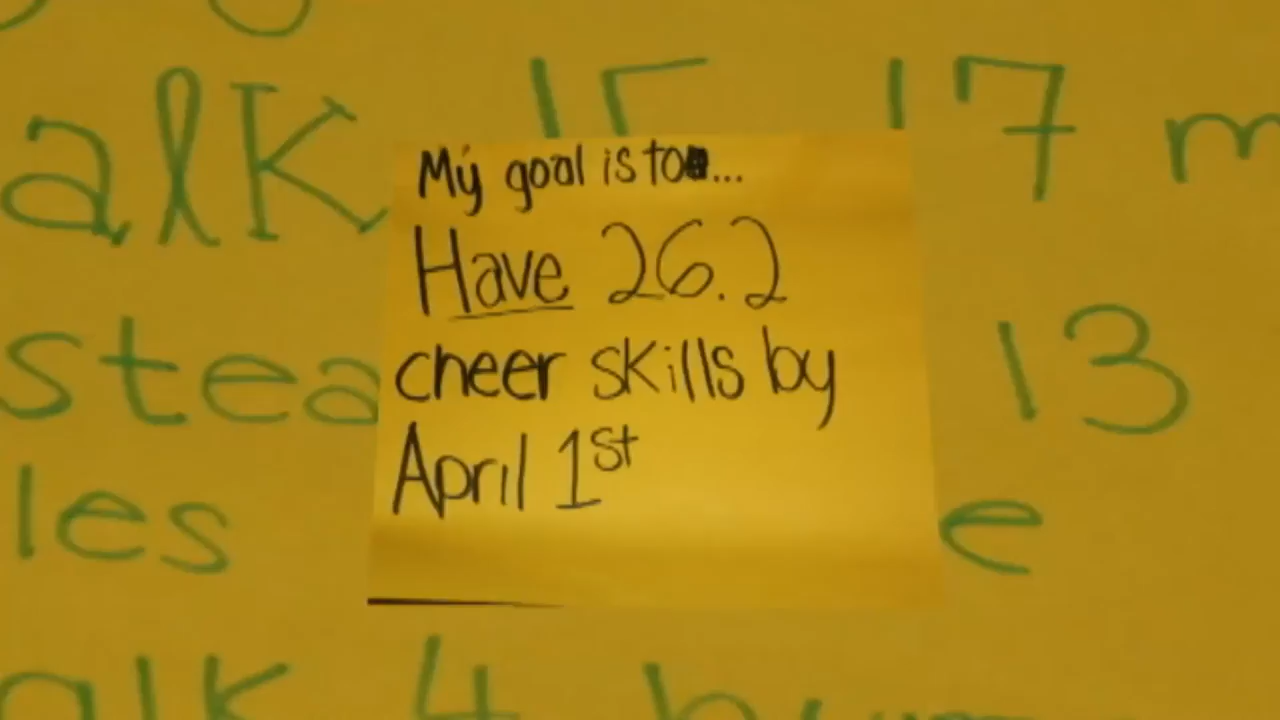 alk 15 17 m
My goal is to...
Have 26.2
cheer skills by
April 1st
stea 13
les e
alk 4 b